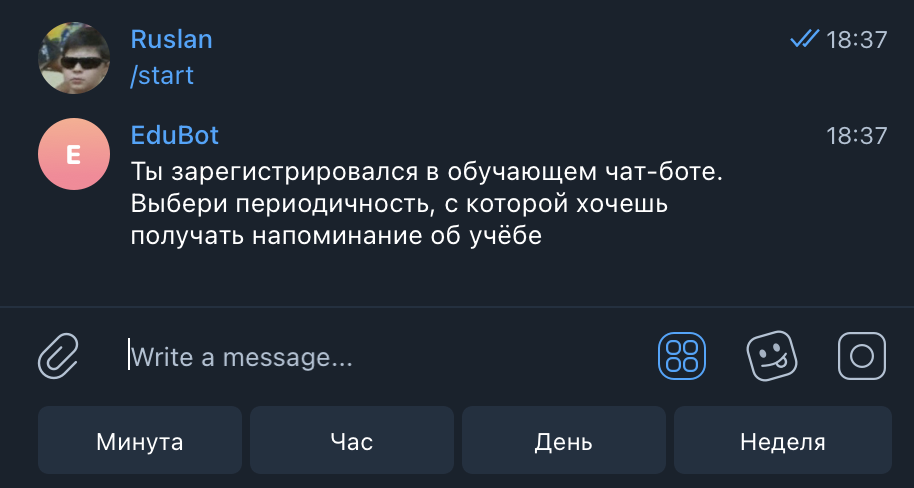 Ruslan 18:37
/start
E
EduBot 18:37
Ты зарегистрировался в обучающем чат-боте.
Выбери периодичность, с которой хочешь
получать напоминание об учёбе
Write a message...
Минута Час День Неделя